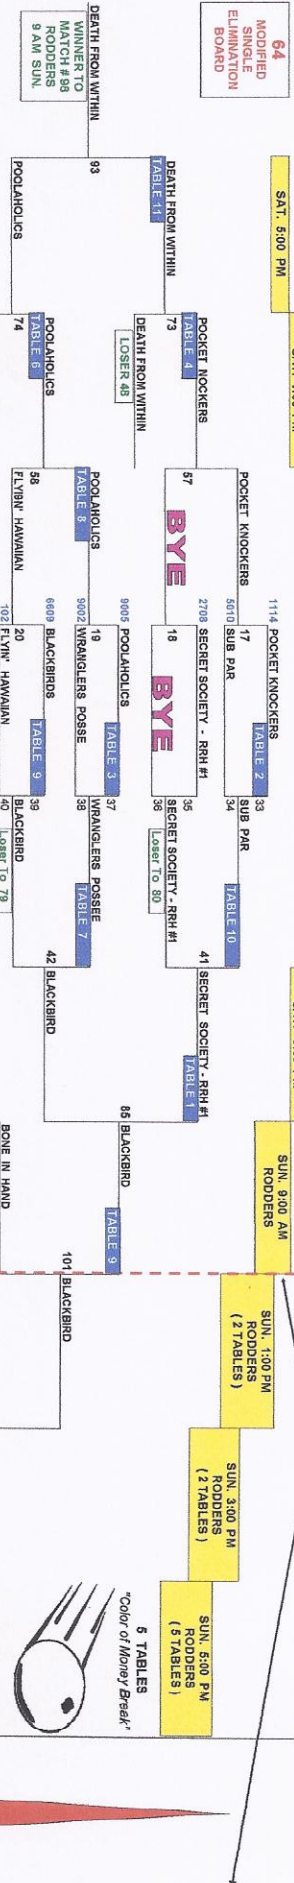 64
MODIFIED
SINGLE
ELIMINATION
BOARD
SAT. 5:00 PM
SUN. 9:00 AM
RODDERS
SUN. 1:00 PM
RODDERS
( 2 TABLES )
SUN. 3:00 PM
RODDERS
( 2 TABLES )
SUN. 5:00 PM
RODDERS
( 5 TABLES )
5 TABLES
"Color of Money Break"
DEATH FROM WITHIN
WINNER TO
MATCH # 98
RODDERS
9 AM SUN.
93
DEATH FROM WITHIN
TABLE 11
POOLAHOLICS
POCKET NOCKERS
73
TABLE 4
DEATH FROM WITHIN
LOSER 48
POOLAHOLICS
74
TABLE 6
POCKET KNOCKERS
57
BYE
POOLAHOLICS
TABLE 8
58
FLYISN' HAWAIIAN
1114 POCKET KNOCKERS
17
TABLE 2
5010 SUB PAR
2708 SECRET SOCIETY - RRH #1
18
BYE
9005 POOLAHOLICS
19
TABLE 3
9002 WRANGLERS POSSE
6609 BLACKBIRDS
20
TABLE 9
102 FLYIN' HAWAIIAN
33
SUB PAR
34
TABLE 10
35
SECRET SOCIETY - RRH #1
36
Loser To 80
37
WRANGLERS POSSEE
38
TABLE 7
39
BLACKBIRD
40
Loser To 79
41 SECRET SOCIETY - RRH #1
TABLE 1
42 BLACKBIRD
85 BLACKBIRD
TABLE 9
BONE IN HAND
101 BLACKBIRD